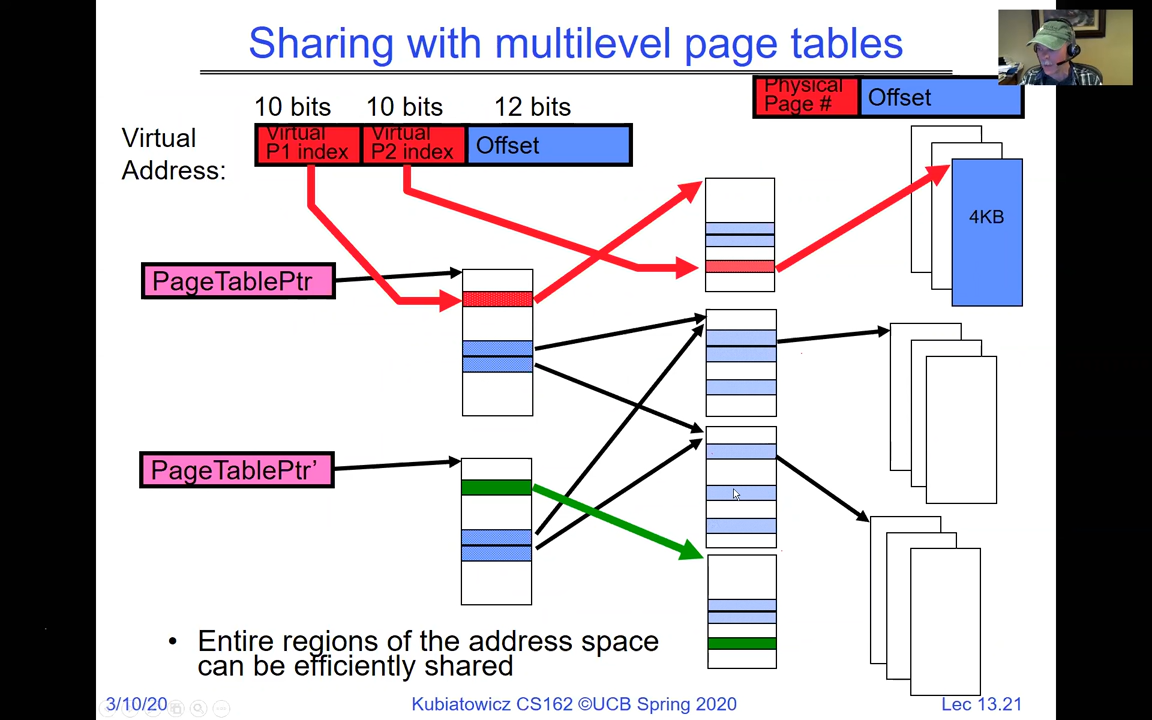 Sharing with multilevel page tables
10 bits
10 bits
12 bits
Physical
Page #
Offset
Virtual
Address:
Virtual
P1 index
Virtual
P2 index
Offset
4KB
PageTablePtr
PageTablePtr’
• Entire regions of the address space
can be efficiently shared
3/10/20
Kubiatowicz CS162 ©UCB Spring 2020
Lec 13.21